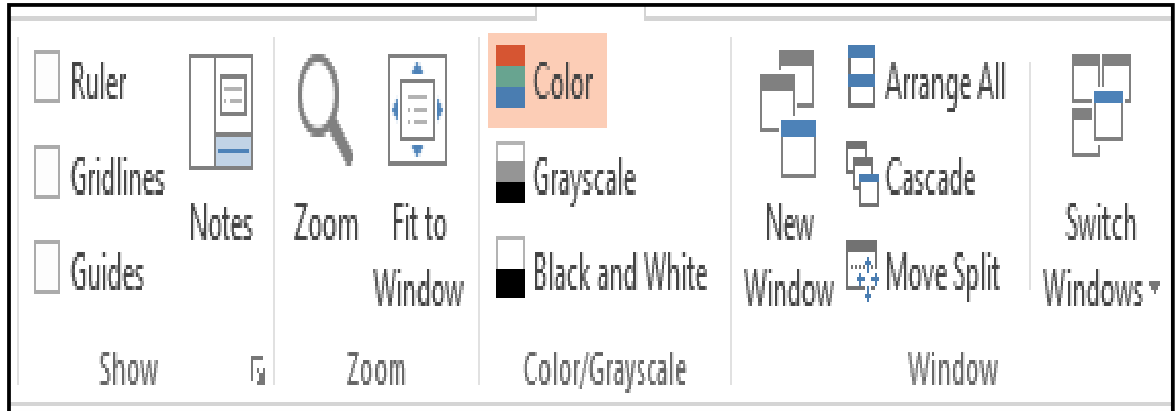 Ruler
Gridlines
Guides
Notes
Show
Zoom
Fit to
Window
Zoom
Color
Grayscale
Black and White
Color/Grayscale
New
Window
Arrange All
Cascade
Move Split
Switch
Windows
Window